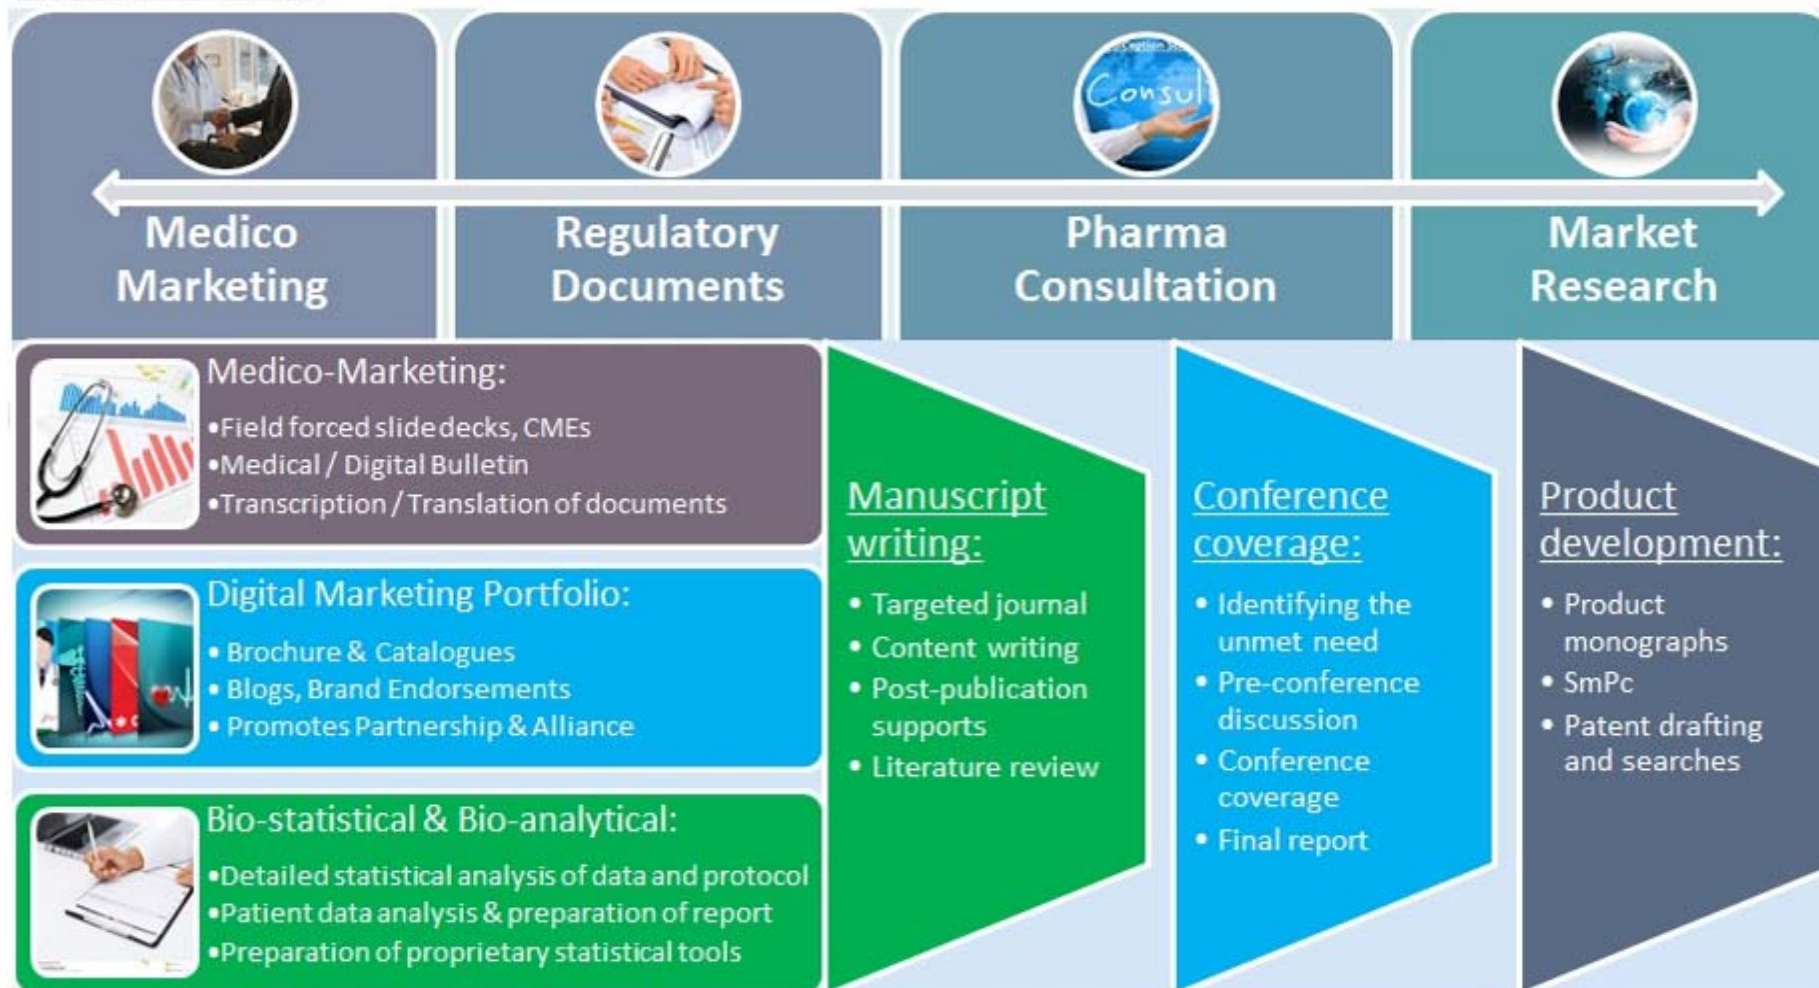 Consul
Medico
Marketing
Regulatory
Documents
Pharma
Consultation
Market
Research
Medico-Marketing:
•Field forced slide decks, CMEs
•Medical / Digital Bulletin
•Transcription / Translation of documents
Digital Marketing Portfolio:
• Brochure & Catalogues
• Blogs, Brand Endorsements
• Promotes Partnership & Alliance
Bio-statistical & Bio-analytical:
•Detailed statistical analysis of data and protocol
•Patient data analysis & preparation of report
•Preparation of proprietary statistical tools
Manuscript
writing:
• Targeted journal
• Content writing
• Post-publication
supports
• Literature review
Conference
coverage:
• Identifying the
unmet need
• Pre-conference
discussion
• Conference
coverage
• Final report
Product
development:
• Product
monographs
• SmPc
• Patent drafting
and searches